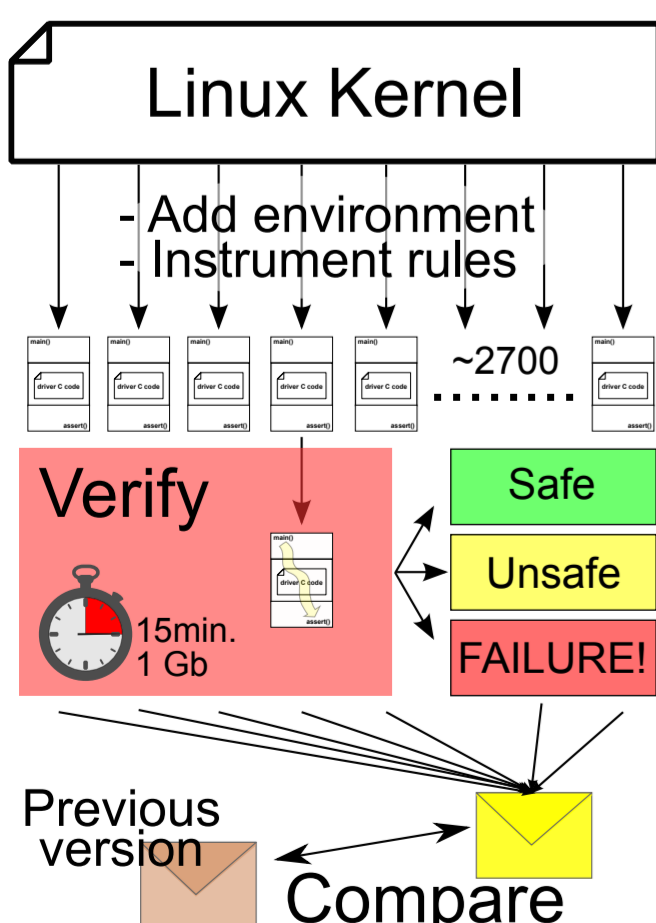 Linux Kernel
- Add environment
- Instrument rules
main()
driver C code
assert()
main()
driver C code
assert()
main()
driver C code
assert()
main()
driver C code
assert()
main()
driver C code
assert()
~2700
main()
driver C code
assert()
Verify
main()
driver C code
assert()
15min.
1 Gb
Safe
Unsafe
FAILURE!
Previous
version
Compare